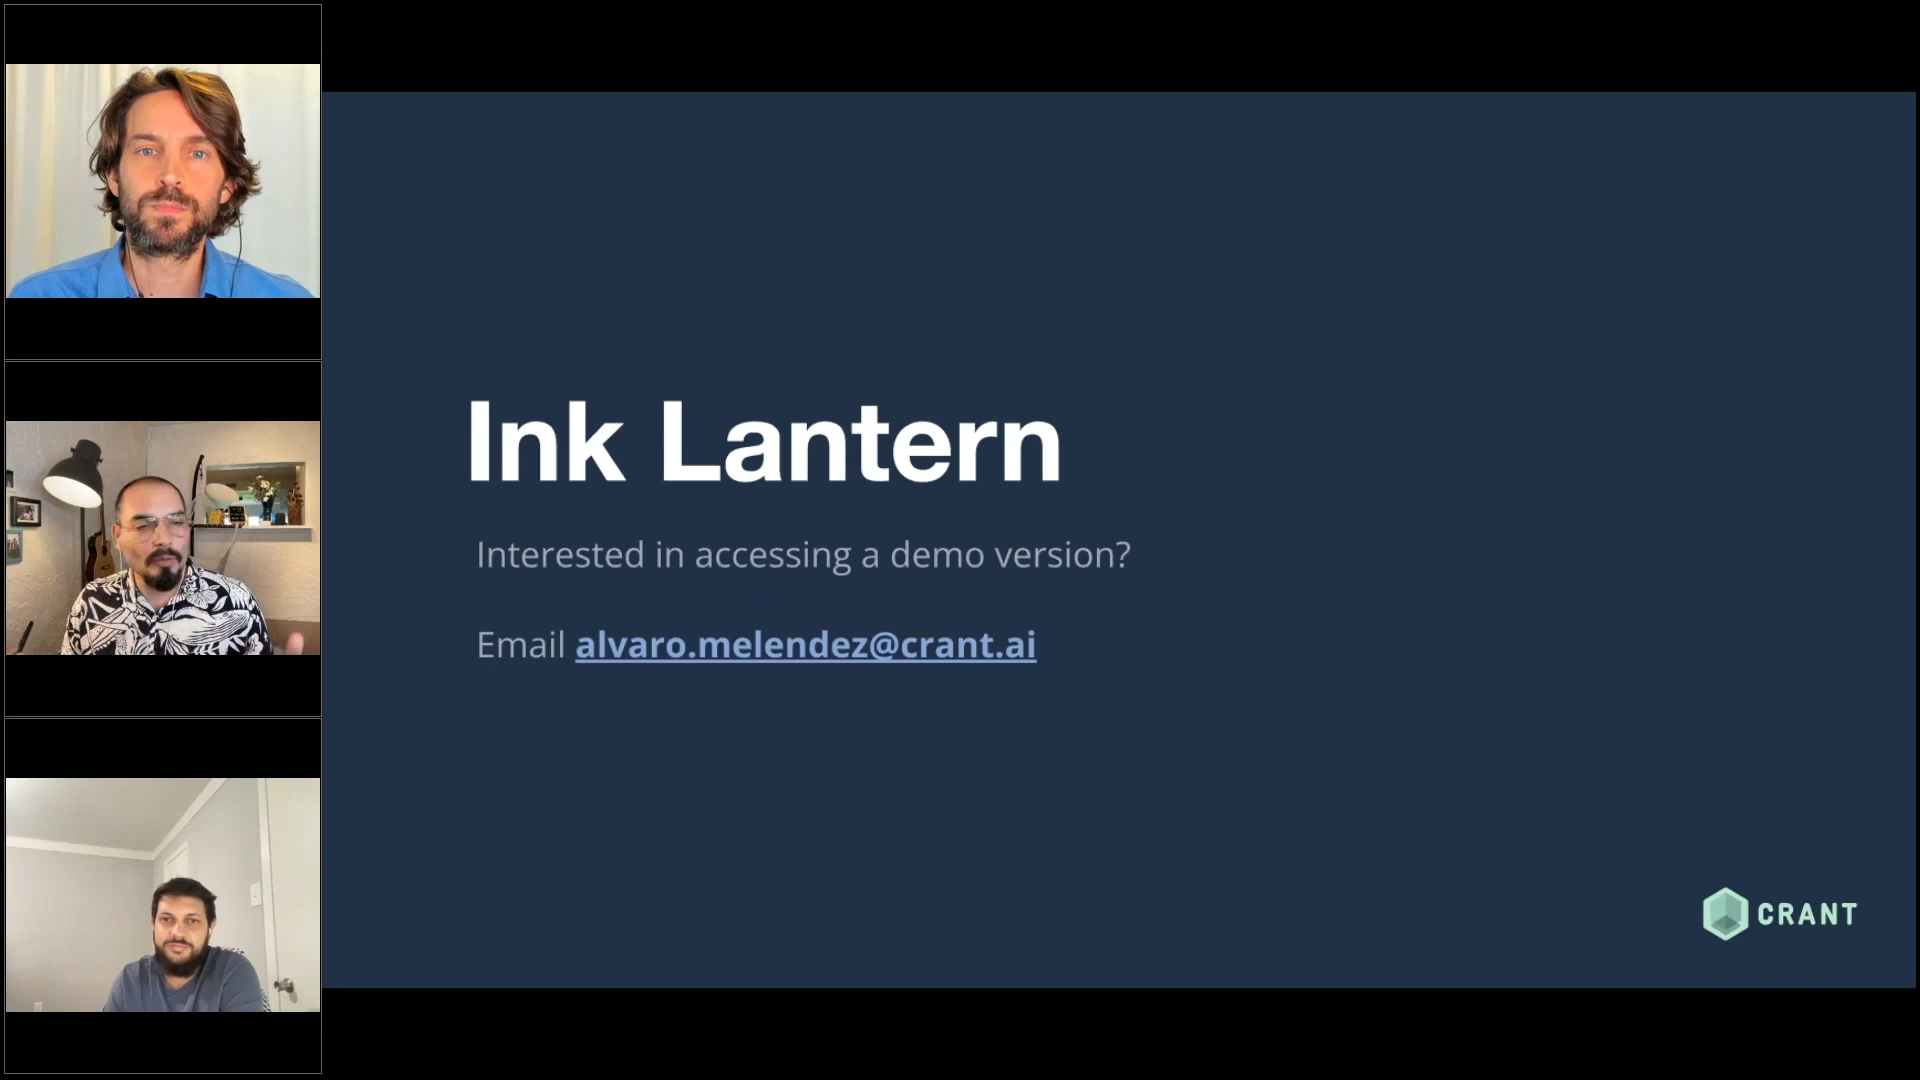 Ink Lantern
Interested in accessing a demo version?
Email alvaro.melendez@crant.ai
CRANT